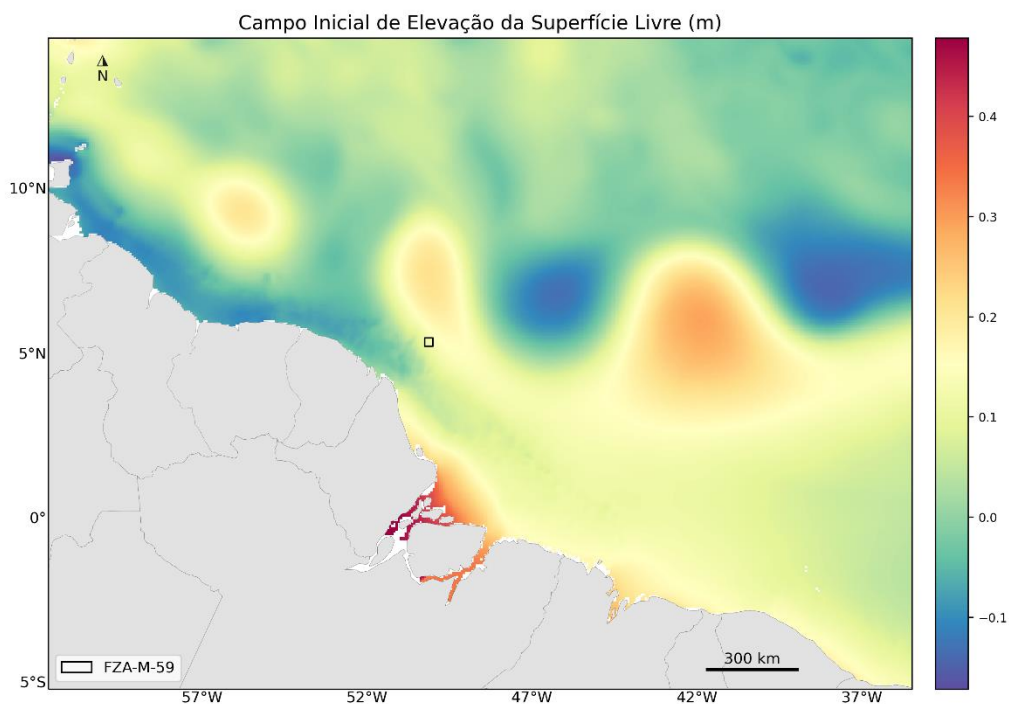 Campo Inicial de Elevação da Superfície Livre (m)
N
10°N
5°N
0°
5°S
57°W
52°W
47°W
42°W
37°W
FZA-M-59
300 km
0.4
0.3
0.2
0.1
0.0
−0.1